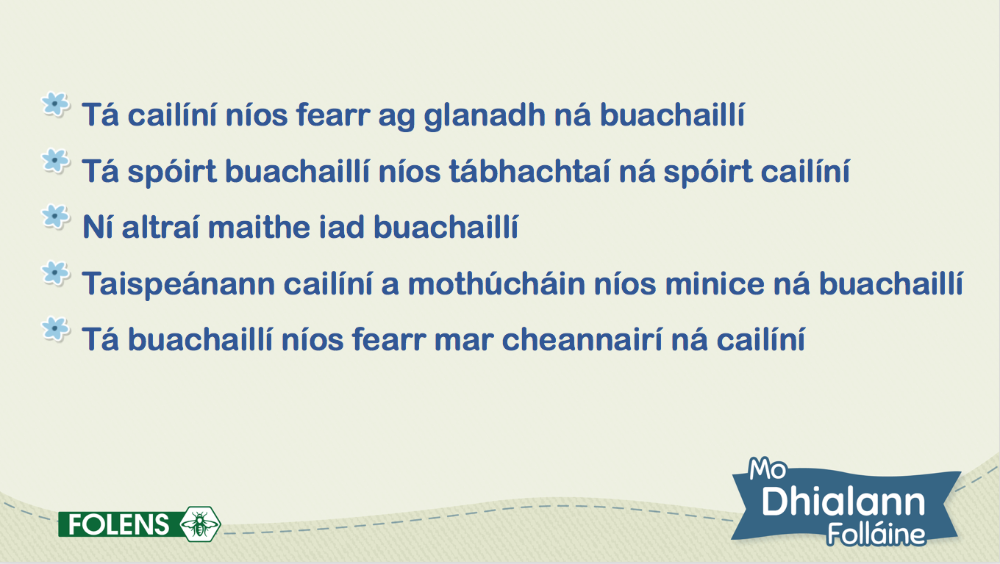 Tá cailíní níos fearr ag glanadh ná buachaillí
Tá spóirt buachaillí níos tábhachtaí ná spóirt cailíní
Ní altraí maithe iad buachaillí
Taispeánann cailíní a mothúcháin níos minice ná buachaillí
Tá buachaillí níos fearr mar cheannairí ná cailíní
FOLENS
Mo
Dhialann
Folláine